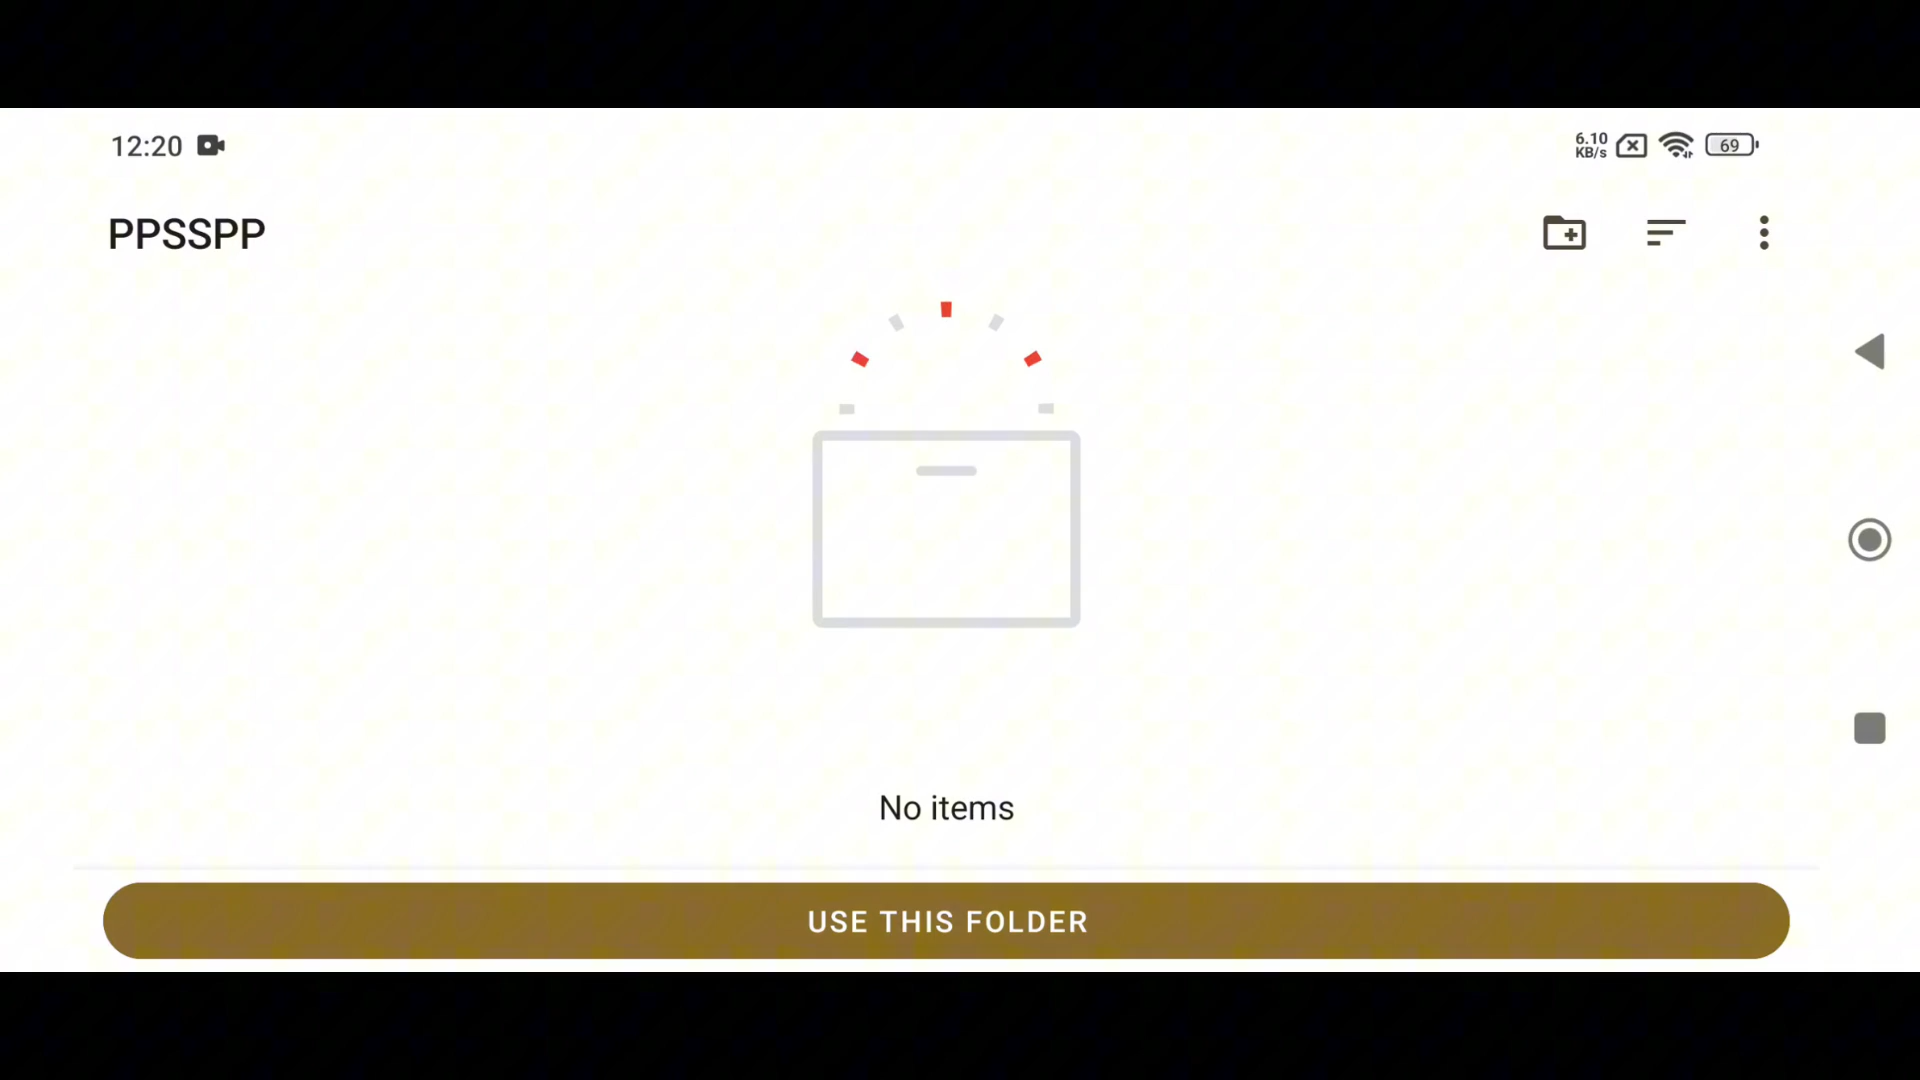 12:20
6.10
KB/s
69
PPSSPP
No items
USE THIS FOLDER